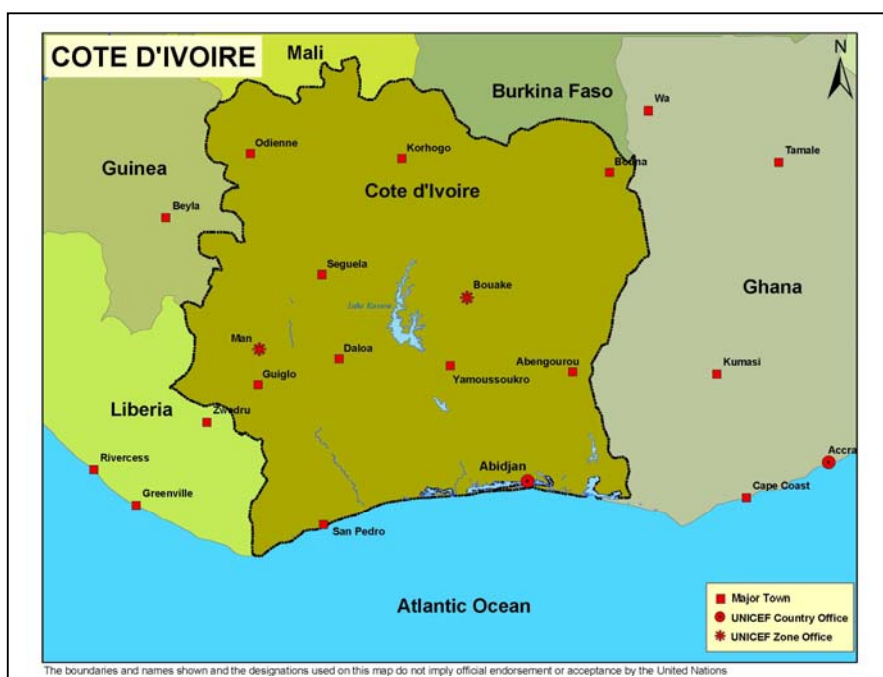 COTE D'IVOIRE
Mali
N
Burkina Faso
Wa
Odienne
Korhogo
Tamale
Guinea
Bouna
Cote d'Ivoire
Beyla
Seguela
Bouake
Ghana
Lake Kossou
Man
Daloa
Abengourou
Guiglo
Yamoussoukro
Kumasi
Liberia
Zwedru
Rivercess
Abidjan
Accra
Greenville
Cape Coast
San Pedro
Atlantic Ocean
Major Town
UNICEF Country Office
UNICEF Zone Office
The boundaries and names shown and the designations used on this map do not imply official endorsement or acceptance by the United Nations